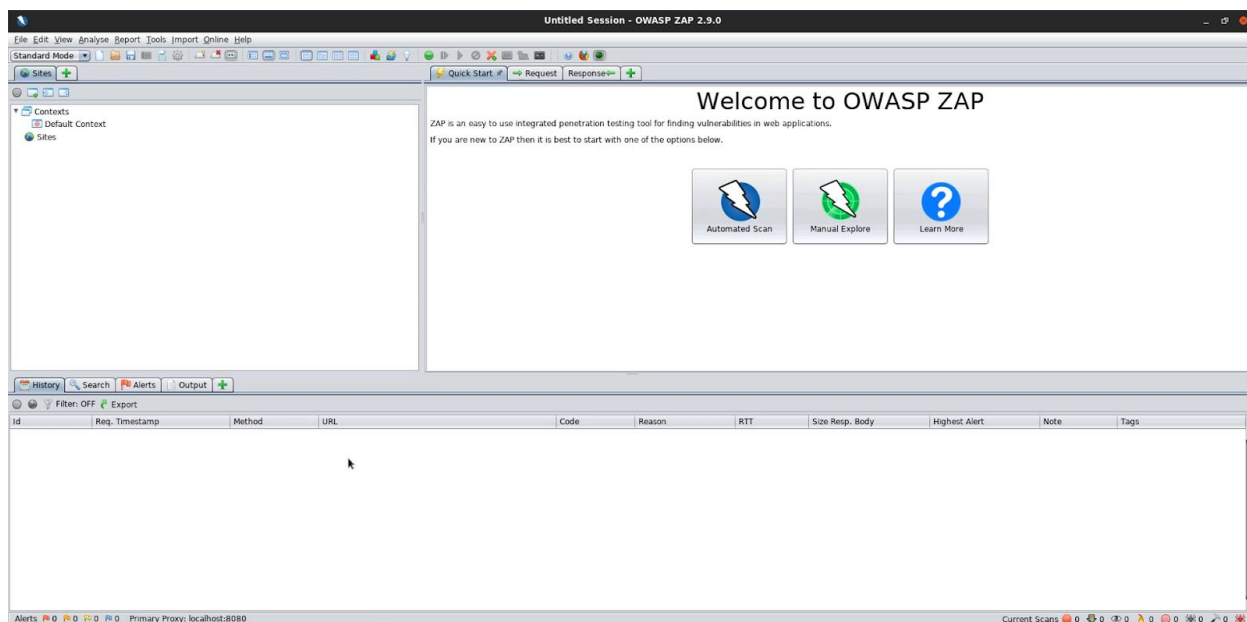 Untitled Session - OWASP ZAP 2.9.0
File Edit View Analyse Report Tools Import Online Help
Standard Mode
Sites
Quick Start Request Response
Contexts
Default Context
Sites
Welcome to OWASP ZAP
ZAP is an easy to use integrated penetration testing tool for finding vulnerabilities in web applications.
If you are new to ZAP then it is best to start with one of the options below.
Automated Scan Manual Explore Learn More
History Search Alerts Output
Filter: OFF Export
Id Req. Timestamp Method URL Code Reason RTT Size Resp. Body Highest Alert Note Tags
Alerts 0 0 0 0 Primary Proxy: localhost:8080 Current Scans 0 0 0 0 0 0 0